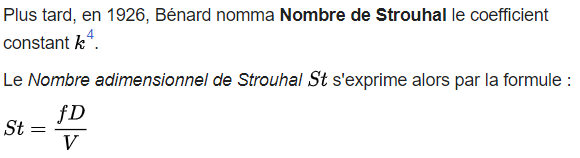 Plus tard, en 1926, Bénard nomma Nombre de Strouhal le coefficient
constant k⁴.
Le Nombre adimensionnel de Strouhal St s'exprime alors par la formule :
St = fD / V